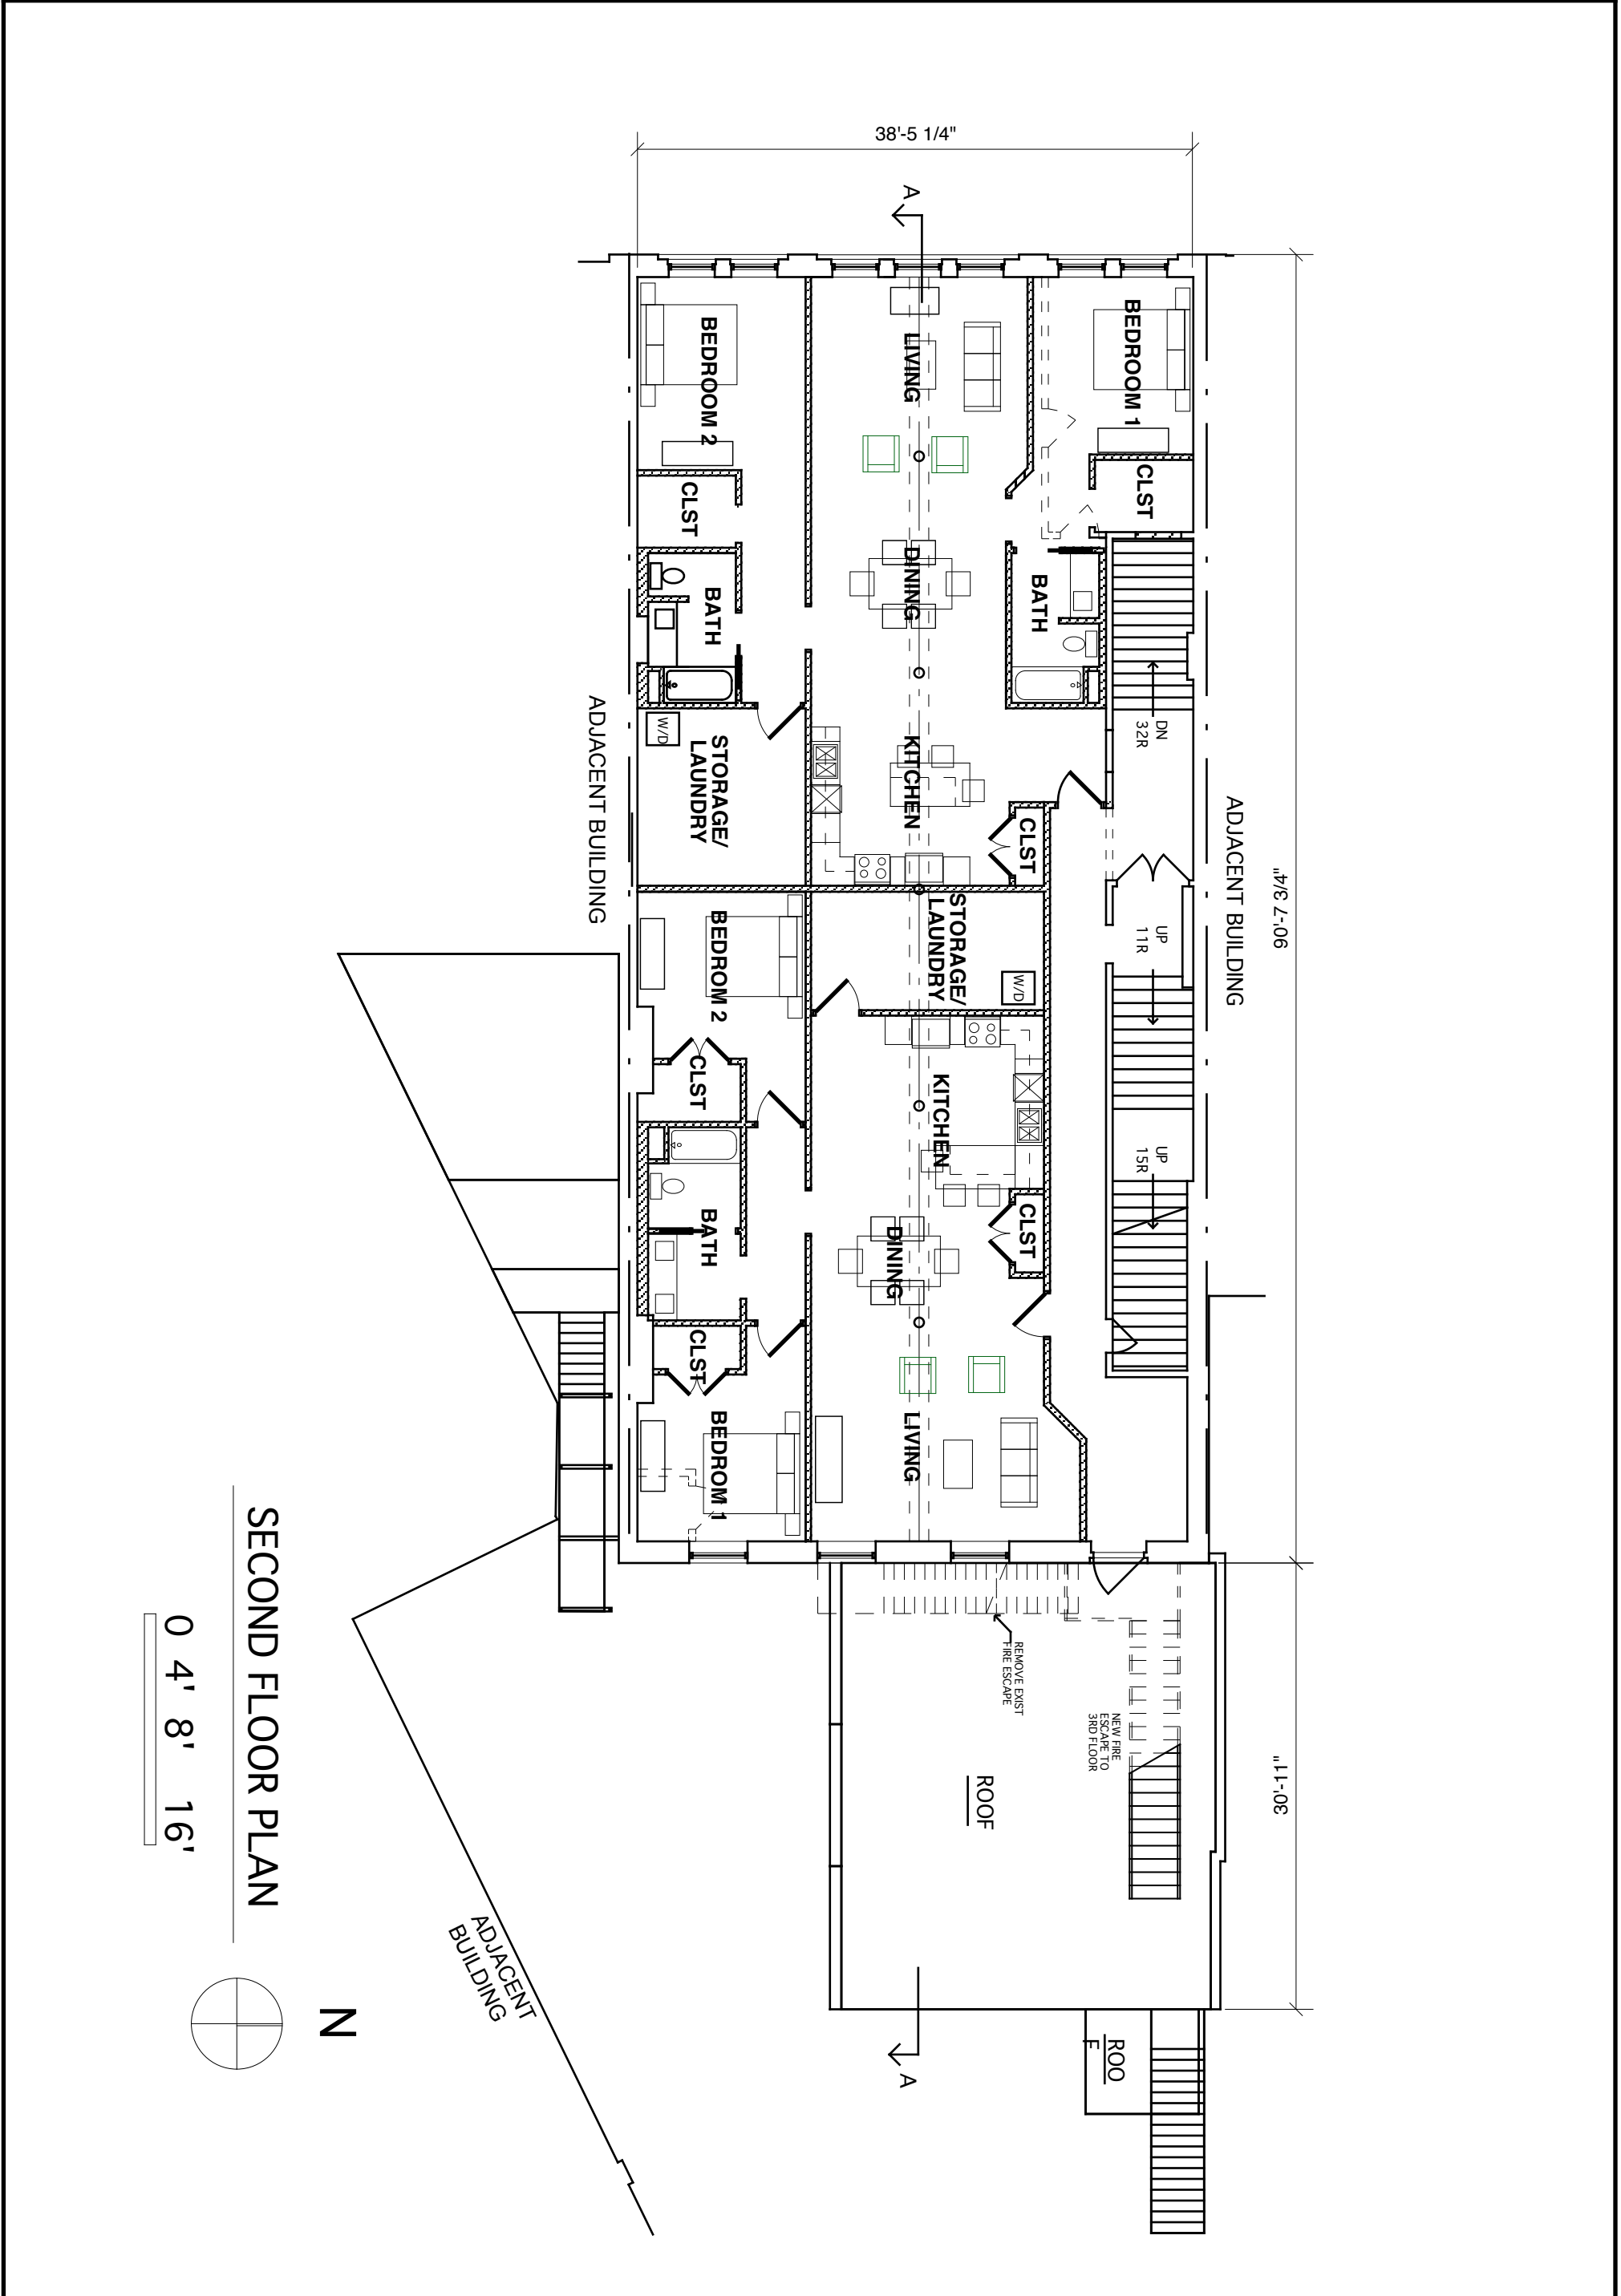 38'-5 1/4"
A
BEDROOM 2
LIVING
BEDROOM 1
CLST
CLST
DINING
BATH
BATH
DN
32R
ADJACENT BUILDING
W/D
STORAGE/
LAUNDRY
KITCHEN
CLST
ADJACENT BUILDING
90'-7 3/4"
UP
11R
BEDROOM 2
STORAGE/
LAUNDRY
W/D
CLST
KITCHEN
UP
15R
BATH
DINING
CLST
CLST
BEDROM 1
LIVING
REMOVE EXIST
FIRE ESCAPE
NEW FIRE
ESCAPE TO
3RD FLOOR
ROOF
30'-11"
ADJACENT
BUILDING
ROO
F
A
SECOND FLOOR PLAN
0 4' 8' 16'
N